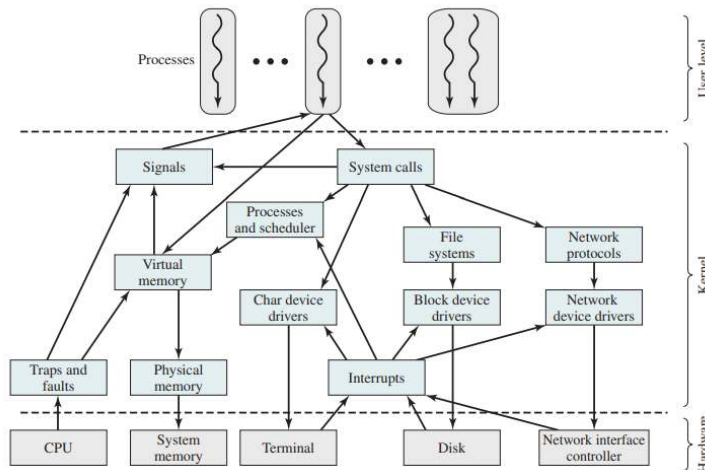 Processes
User level
Signals
System calls
Processes
and scheduler
File
systems
Network
protocols
Virtual
memory
Kernel
Char device
drivers
Block device
drivers
Network
device drivers
Traps and
faults
Physical
memory
Interrupts
CPU
System
memory
Terminal
Disk
Network interface
controller
Hardware